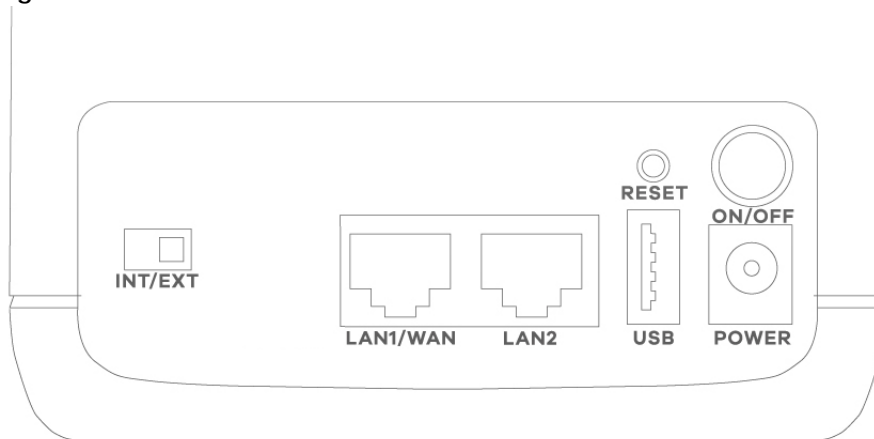 RESET
ON/OFF
INT/EXT
LAN1/WAN LAN2 USB POWER